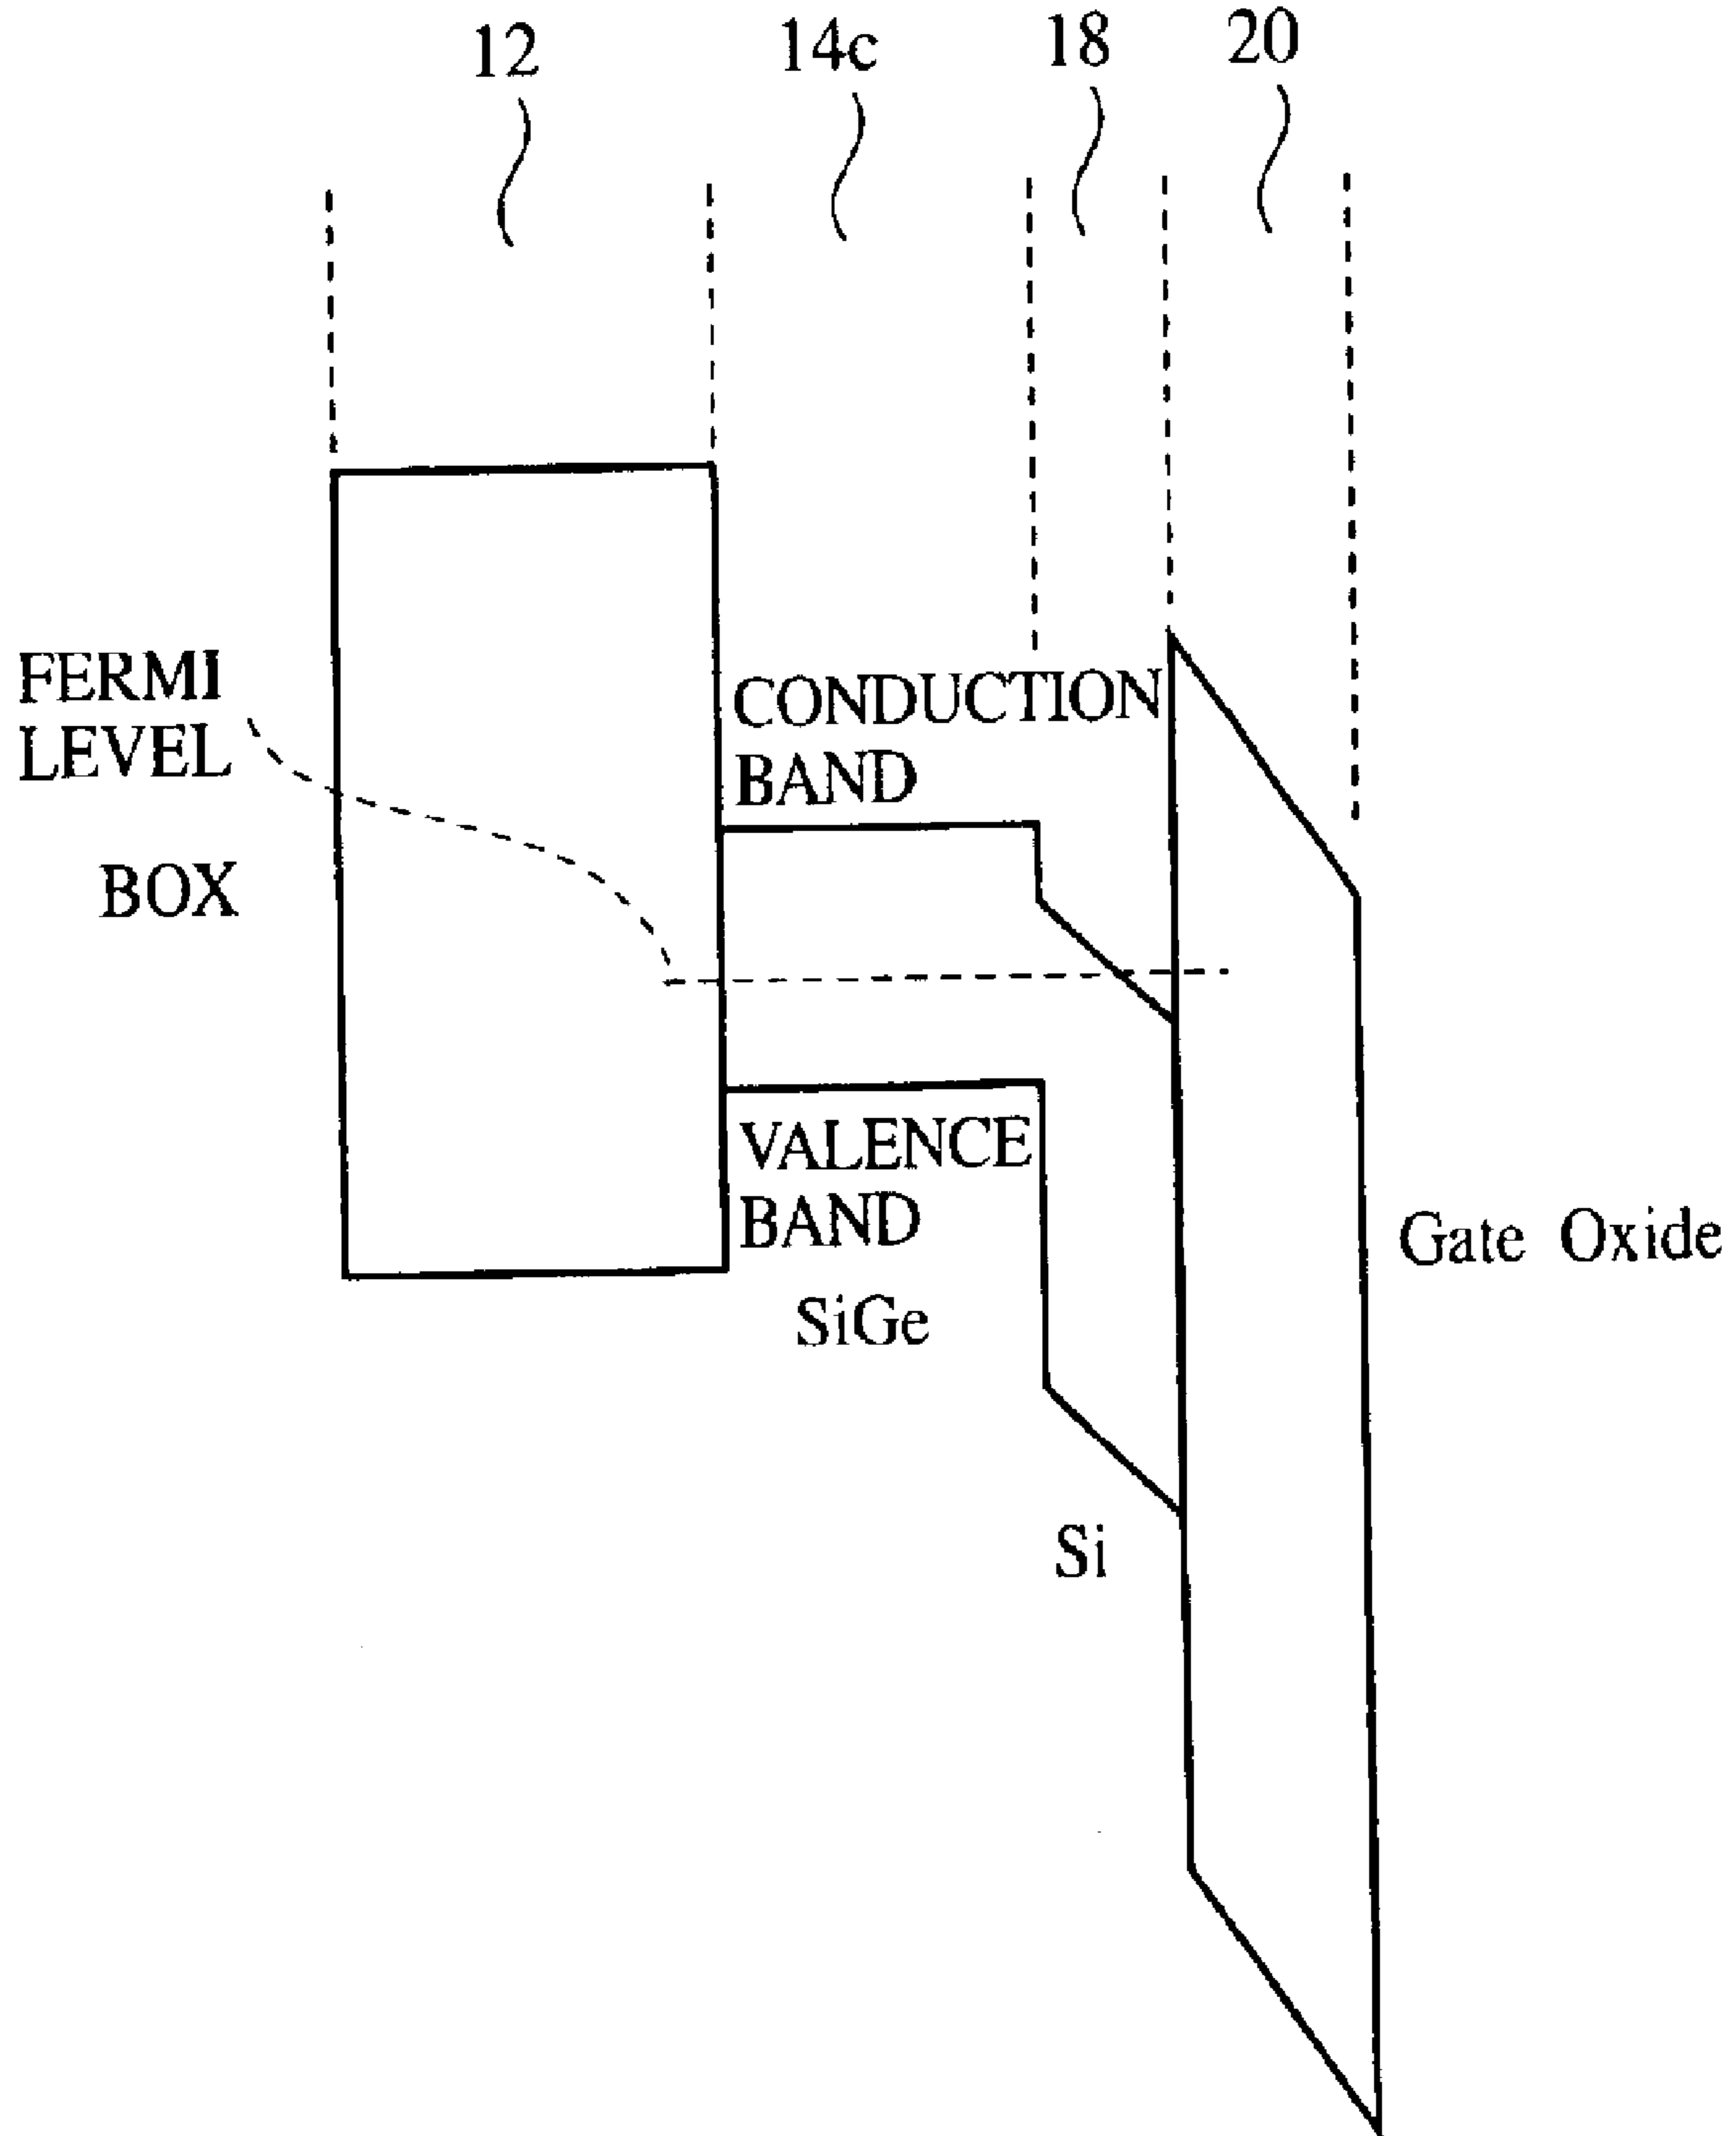 12
14c
18
20
FERMI
LEVEL
CONDUCTION
BAND
BOX
VALENCE
BAND
SiGe
Gate Oxide
Si